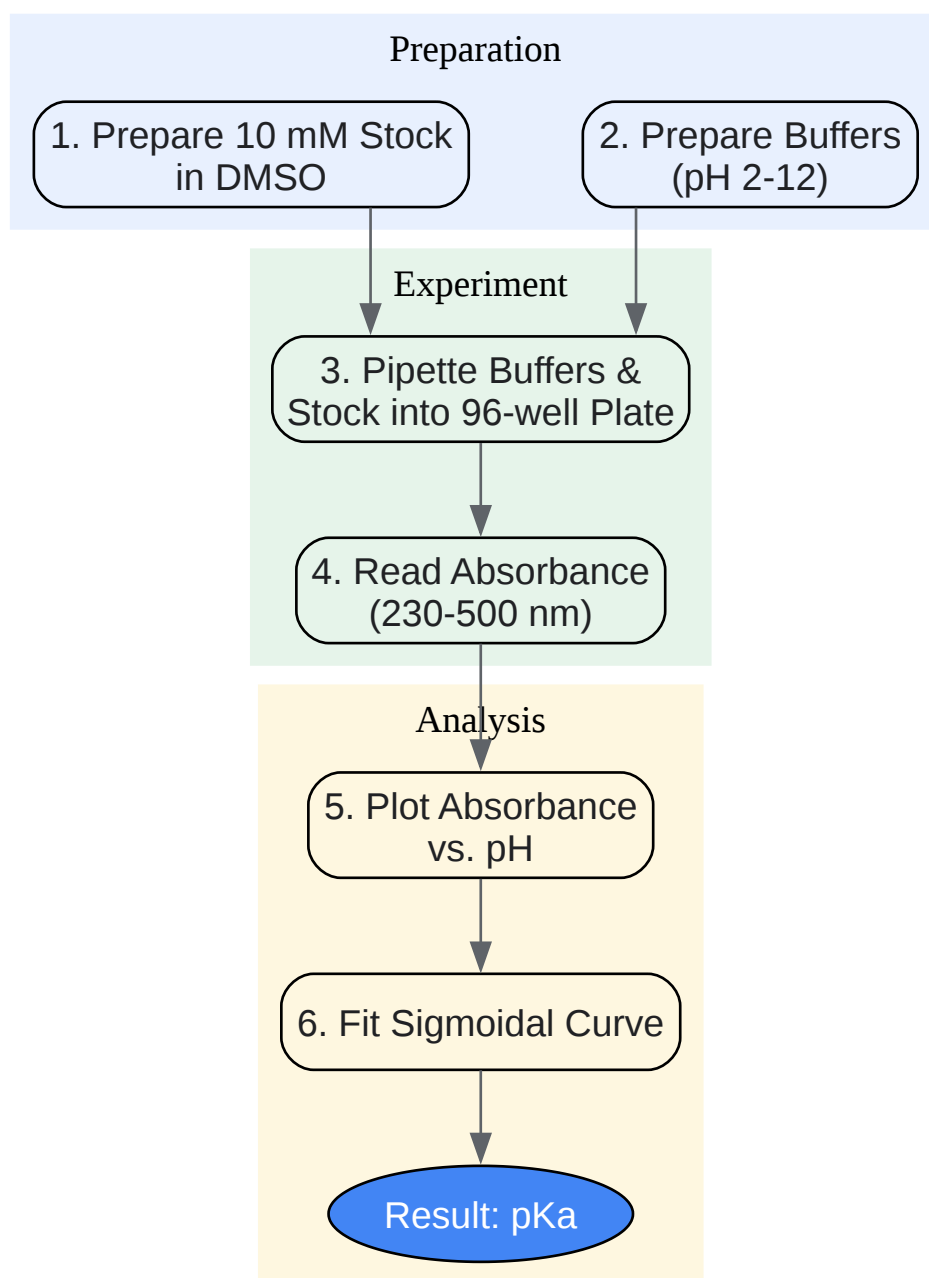 Preparation
1. Prepare 10 mM Stock
in DMSO
2. Prepare Buffers
(pH 2-12)
Experiment
3. Pipette Buffers &
Stock into 96-well Plate
4. Read Absorbance
(230-500 nm)
Analysis
5. Plot Absorbance
vs. pH
6. Fit Sigmoidal Curve
Result: pKa